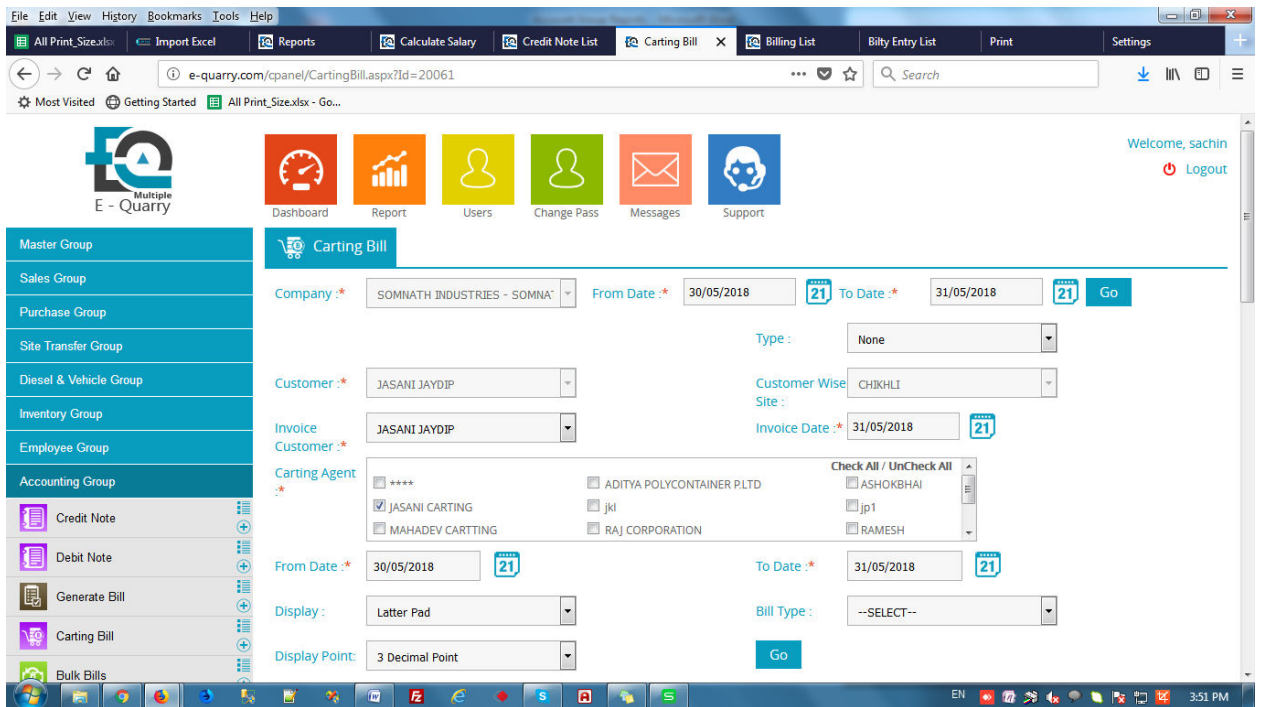 File Edit View History Bookmarks Tools Help
All Print_Size.xlsx Import Excel Reports Calculate Salary Credit Note List Carting Bill Billing List Bilty Entry List Print Settings
e-quarry.com/cpanel/CartingBill.aspx?Id=20061 Search
Most Visited Getting Started All Print_Size.xlsx - Go...
Multiple
E - Quarry
Dashboard Report Users Change Pass Messages Support
Welcome, sachin
Logout
Master Group
Sales Group
Purchase Group
Site Transfer Group
Diesel & Vehicle Group
Inventory Group
Employee Group
Accounting Group
Credit Note
Debit Note
Generate Bill
Carting Bill
Bulk Bills
Carting Bill
Company :* SOMNATH INDUSTRIES - SOMNAT From Date :* 30/05/2018 21 To Date :* 31/05/2018 21 Go
Type : None
Customer :* JASANI JAYDIP Customer Wise Site : CHIKHLI
Invoice Customer :* JASANI JAYDIP Invoice Date :* 31/05/2018 21
Carting Agent :* Check All / UnCheck All
**** ADITYA POLYCONTAINER P.LTD ASHOKBHAI
JASANI CARTING jkl jp1
MAHADEV CARTTING RAJ CORPORATION RAMESH
From Date :* 30/05/2018 21 To Date :* 31/05/2018 21
Display : Latter Pad Bill Type : --SELECT--
Display Point: 3 Decimal Point Go
EN 3:51 PM